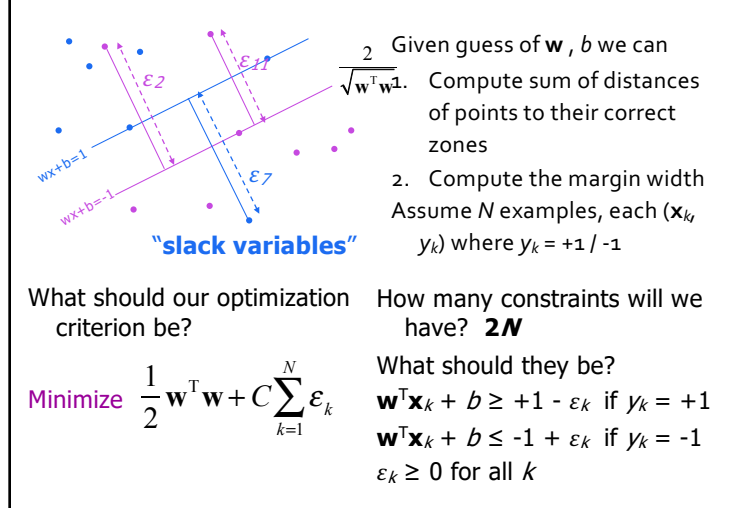 ε2
ε11
ε7
wx+b=1
wx+b=-1
"slack variables"
2
√wᵀw
Given guess of w , b we can
1. Compute sum of distances
of points to their correct
zones
2. Compute the margin width
Assume N examples, each (xₖ,
yₖ) where yₖ = +1 / -1
What should our optimization
criterion be?
Minimize 1/2 wᵀw + C ∑ₖ₌₁ᴺ εₖ
How many constraints will we
have? 2N
What should they be?
wᵀxₖ + b ≥ +1 - εₖ if yₖ = +1
wᵀxₖ + b ≤ -1 + εₖ if yₖ = -1
εₖ ≥ 0 for all k